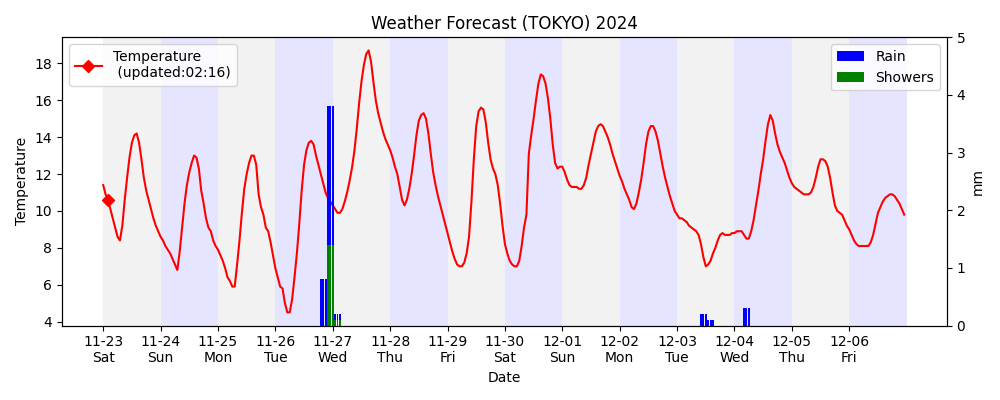 Weather Forecast (TOKYO) 2024
Temperature
(updated:02:16)
Rain
Showers
Temperature
18
16
14
12
10
8
6
4
5
4
3
2
1
0
mm
11-23 11-24 11-25 11-26 11-27 11-28 11-29 11-30 12-01 12-02 12-03 12-04 12-05 12-06
Sat Sun Mon Tue Wed Thu Fri Sat Sun Mon Tue Wed Thu Fri
Date